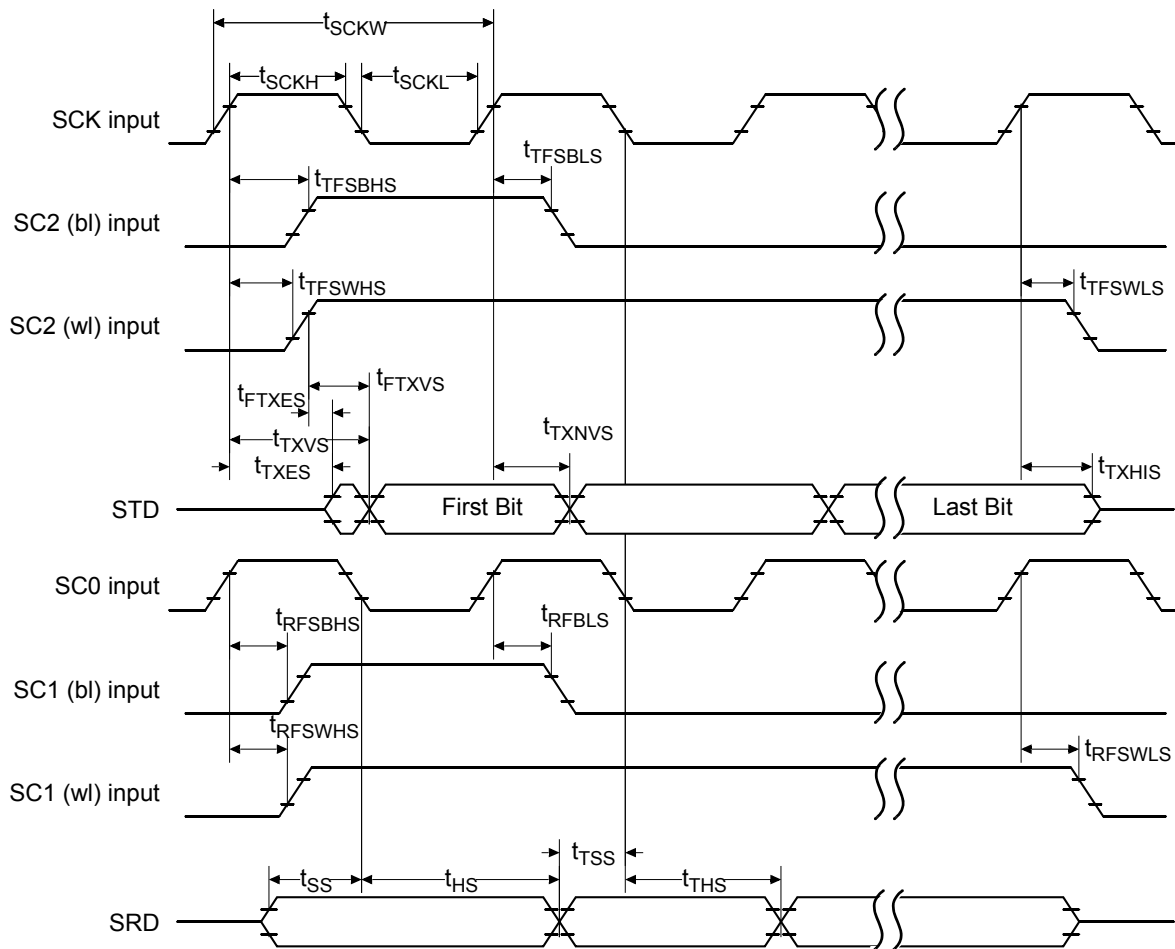 tSCKW
tSCKH
tSCKL
SCK input
tTFSBHS
tTFSBLS
SC2 (bl) input
tTFSWHS
tTFSWLS
SC2 (wl) input
tFTXVS
tFTXES
tTXVS
tTXNVS
tTXES
tTXHIS
STD
First Bit
Last Bit
SC0 input
tRFSBHS
tRFBLS
SC1 (bl) input
tRFSWHS
tRFSWLS
SC1 (wl) input
tTSS
tSS
tHS
tTHS
SRD